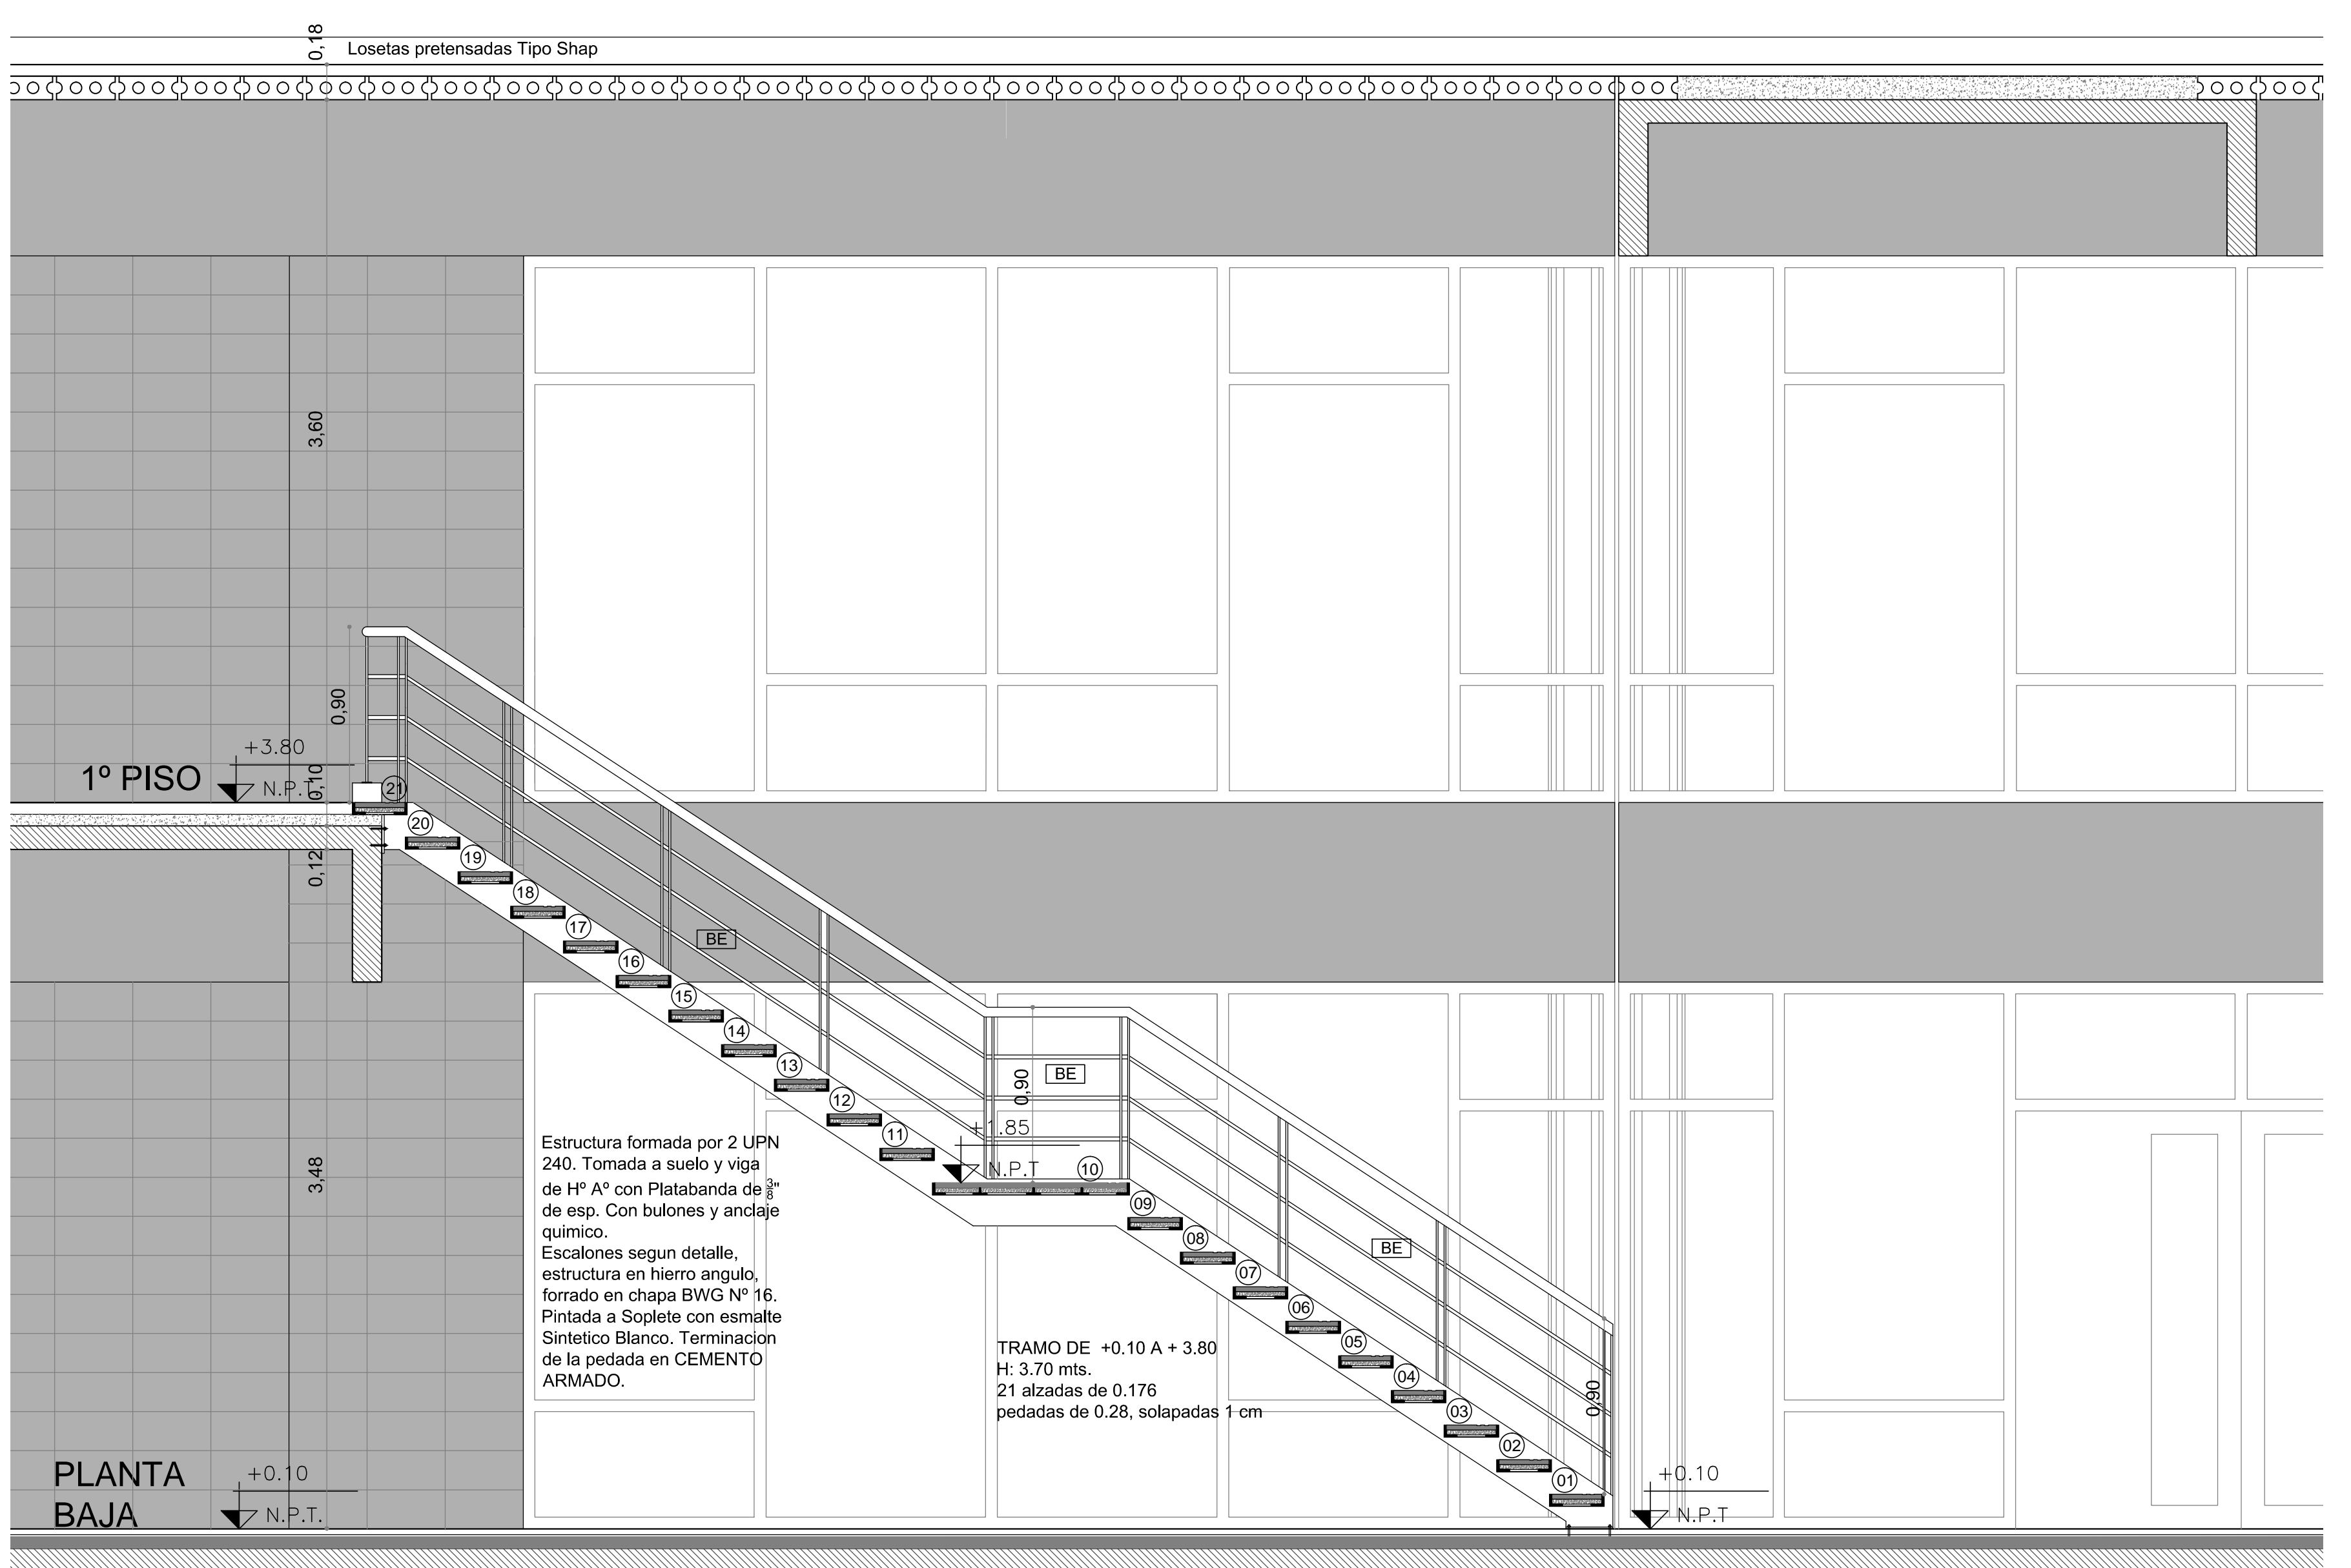 0,18
Losetas pretensadas Tipo Shap
3,60
0,90
+3.80
1º PISO
N.P.T.
0,10
21
20
19
18
17
16
15
14
13
12
11
10
09
08
07
06
05
04
03
02
01
0,12
BE
BE
BE
0,90
+1.85
N.P.T
3,48
Estructura formada por 2 UPN
240. Tomada a suelo y viga
de Hº Aº con Platabanda de 3/8"
de esp. Con bulones y anclaje
quimico.
Escalones segun detalle,
estructura en hierro angulo,
forrado en chapa BWG Nº 16.
Pintada a Soplete con esmalte
Sintetico Blanco. Terminacion
de la pedada en CEMENTO
ARMADO.
TRAMO DE +0.10 A + 3.80
H: 3.70 mts.
21 alzadas de 0.176
pedadas de 0.28, solapadas 1 cm
0,90
PLANTA
BAJA
+0.10
N.P.T.
+0.10
N.P.T